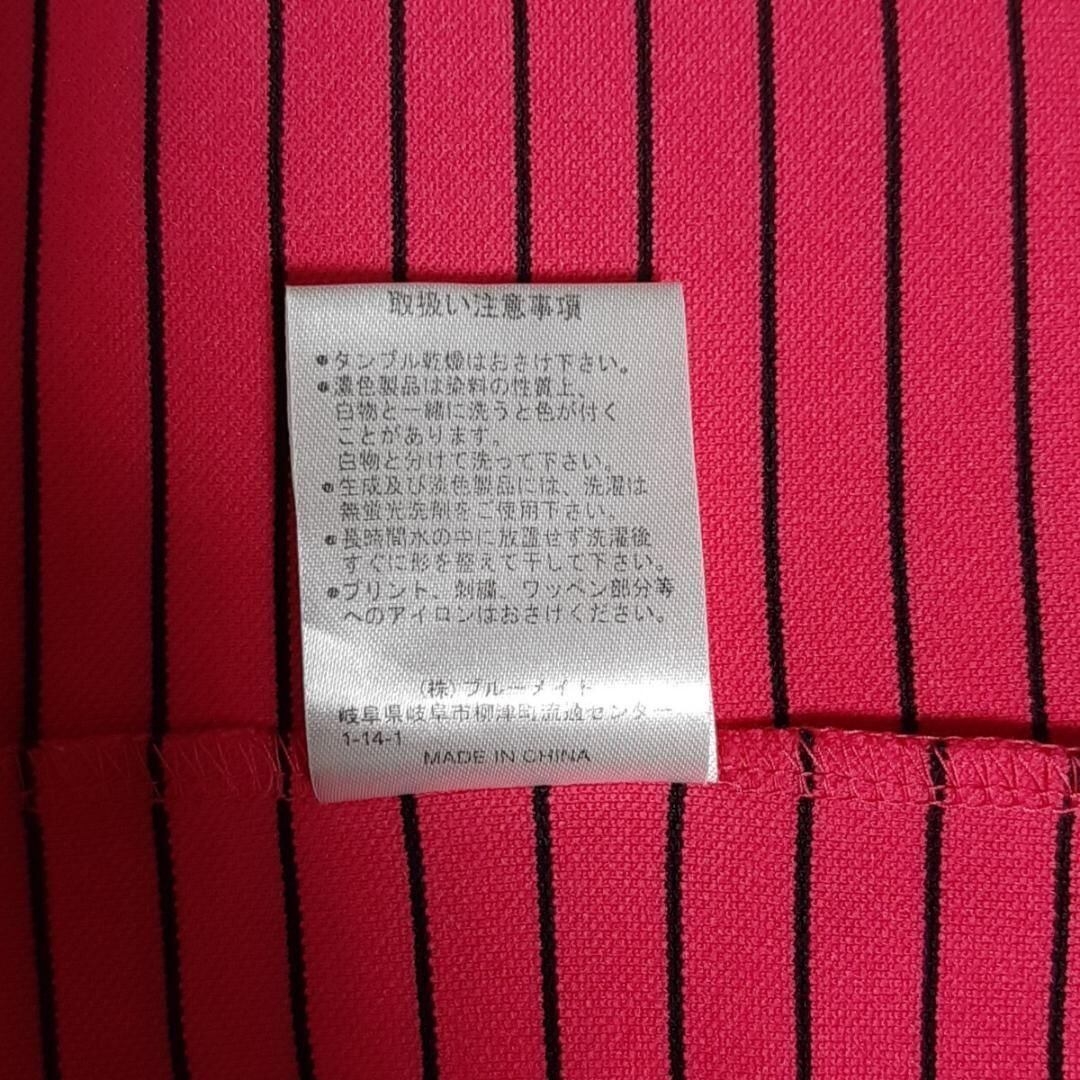 取扱い注意事項
●タンブル乾燥はおさけ下さい。
●濃色製品は染料の性質上、
白物と一緒に洗うと色が付く
ことがあります。
白物と分けて洗って下さい。
●生成及び淡色製品には、洗濯は
無蛍光洗剤をご使用下さい。
●長時間水の中に放置せず洗濯後
すぐに形を整えて干して下さい。
●プリント、刺繍、ワッペン部分等
へのアイロンはおさけください。
(株)ブルーメイト
岐阜県岐阜市柳津町流通センター
1-14-1
MADE IN CHINA